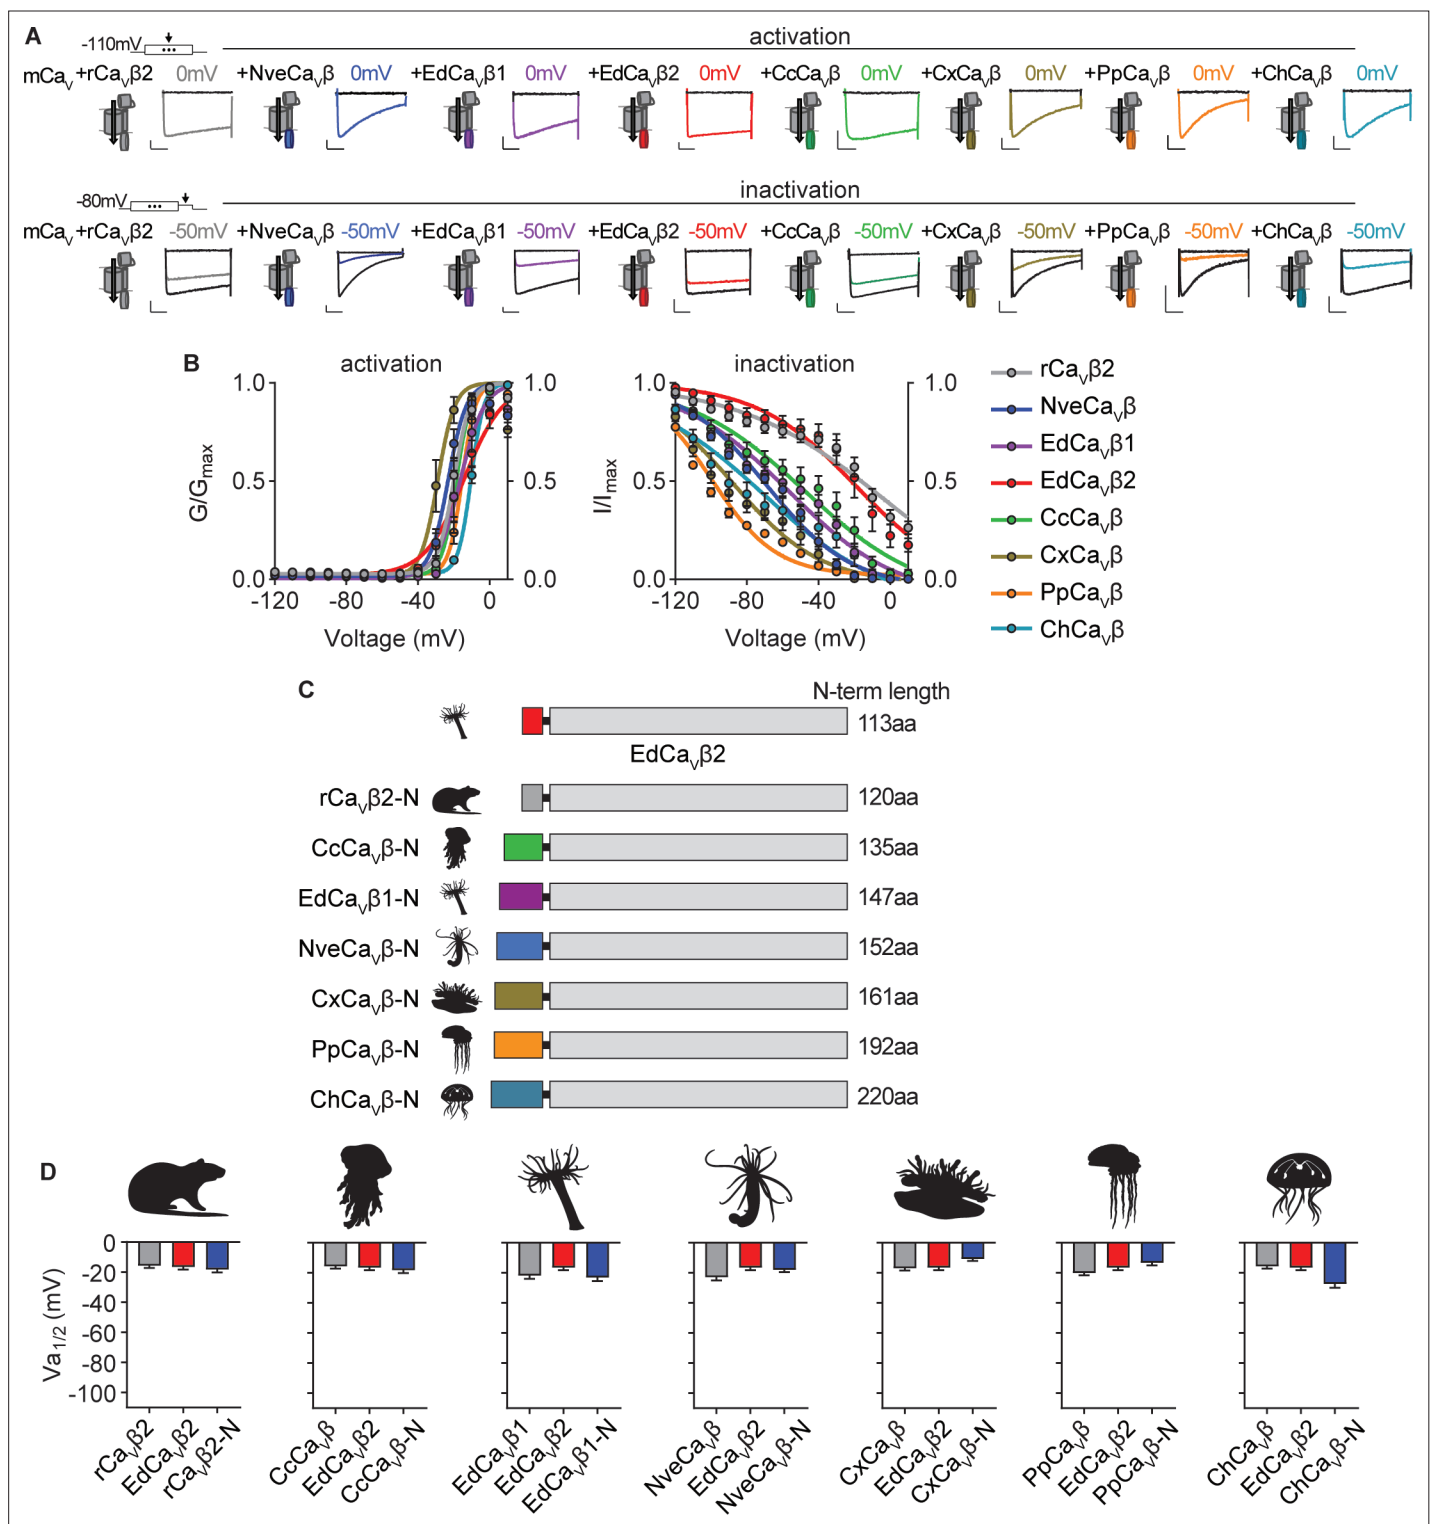 A
-110mV
activation
mCaVβ +rCaVβ2 0mV +NveCaVβ 0mV +EdCaVβ1 0mV +EdCaVβ2 0mV +CcCaVβ 0mV +CxCaVβ 0mV +PpCaVβ 0mV +ChCaVβ 0mV
-80mV
inactivation
mCaV +rCaVβ2 -50mV +NveCaVβ -50mV +EdCaVβ1 -50mV +EdCaVβ2 -50mV +CcCaVβ -50mV +CxCaVβ -50mV +PpCaVβ -50mV +ChCaVβ -50mV
B
activation
1.0
0.5
0.0
G/Gmax
1.0
0.5
0.0
-120 -80 -40 0
Voltage (mV)
inactivation
1.0
0.5
0.0
I/Imax
1.0
0.5
0.0
-120 -80 -40 0
Voltage (mV)
rCaVβ2
NveCaVβ
EdCaVβ1
EdCaVβ2
CcCaVβ
CxCaVβ
PpCaVβ
ChCaVβ
C
N-term length
113aa
EdCaVβ2
rCaVβ2-N 120aa
CcCaVβ-N 135aa
EdCaVβ1-N 147aa
NveCaVβ-N 152aa
CxCaVβ-N 161aa
PpCaVβ-N 192aa
ChCaVβ-N 220aa
D
Va1/2 (mV)
0
-20
-40
-60
-80
-100
rCaVβ2 EdCaVβ2 rCaVβ2-N
CcCaVβ EdCaVβ2 CcCaVβ-N
EdCaVβ1 EdCaVβ2 EdCaVβ1-N
NveCaVβ EdCaVβ2 NveCaVβ-N
CxCaVβ EdCaVβ2 CxCaVβ-N
PpCaVβ EdCaVβ2 PpCaVβ-N
ChCaVβ EdCaVβ2 ChCaVβ-N